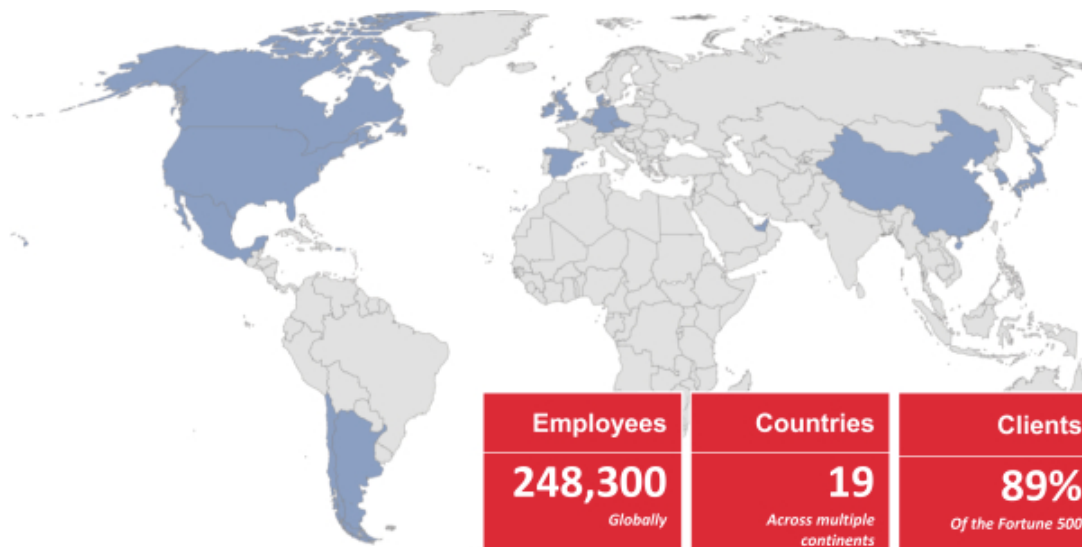 Employees
248,300
Globally
Countries
19
Across multiple
continents
Clients
89%
Of the Fortune 500